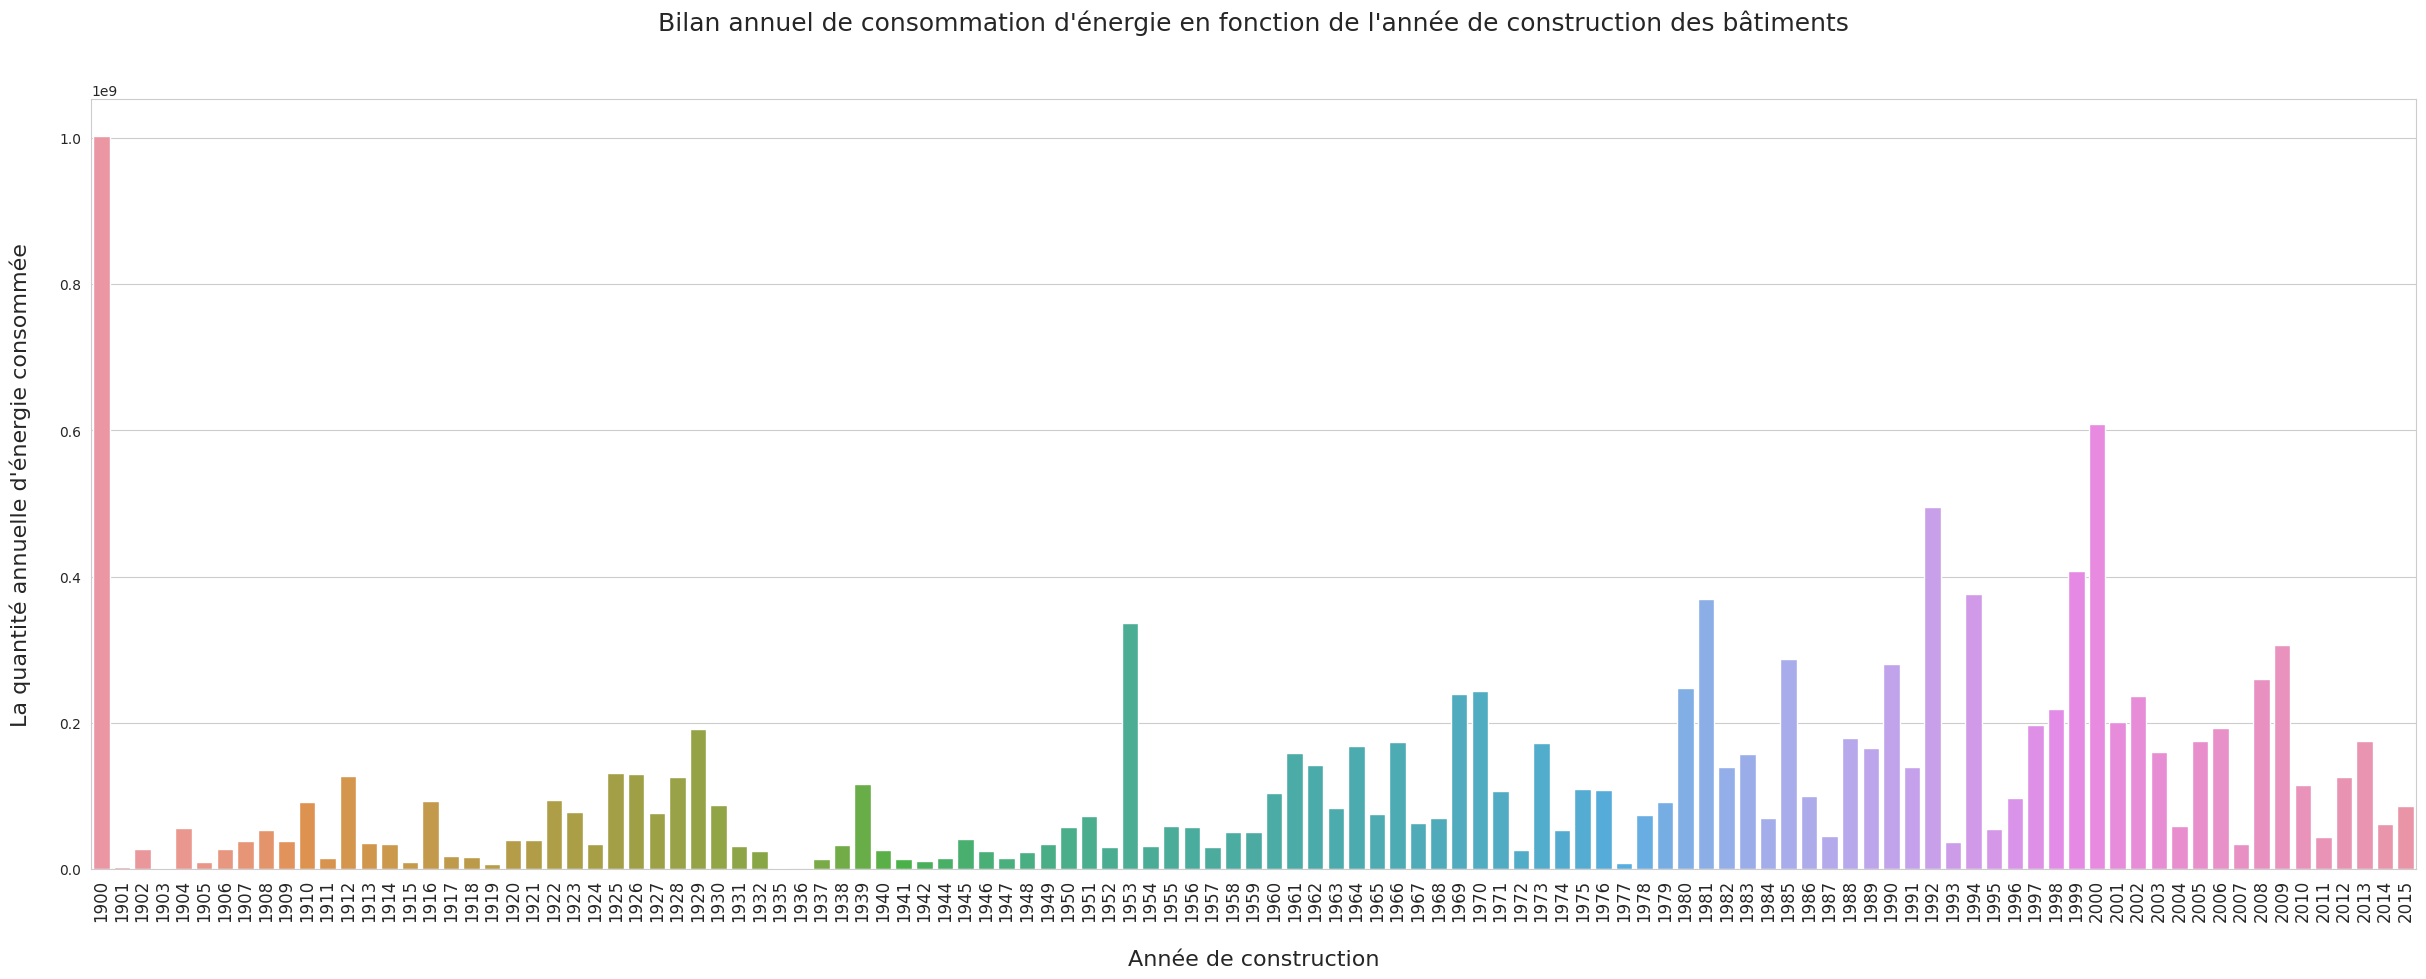 Bilan annuel de consommation d'énergie en fonction de l'année de construction des bâtiments
1e9
1.0
0.8
0.6
0.4
0.2
0.0
La quantité annuelle d'énergie consommée
1900 1901 1902 1903 1904 1905 1906 1907 1908 1909 1910 1911 1912 1913 1914 1915 1916 1917 1918 1919 1920 1921 1922 1923 1924 1925 1926 1927 1928 1929 1930 1931 1932 1935 1936 1937 1938 1939 1940 1941 1942 1944 1945 1946 1947 1948 1949 1950 1951 1952 1953 1954 1955 1956 1957 1958 1959 1960 1961 1962 1963 1964 1965 1966 1967 1968 1969 1970 1971 1972 1973 1974 1975 1976 1977 1978 1979 1980 1981 1982 1983 1984 1985 1986 1987 1988 1989 1990 1991 1992 1993 1994 1995 1996 1997 1998 1999 2000 2001 2002 2003 2004 2005 2006 2007 2008 2009 2010 2011 2012 2013 2014 2015
Année de construction